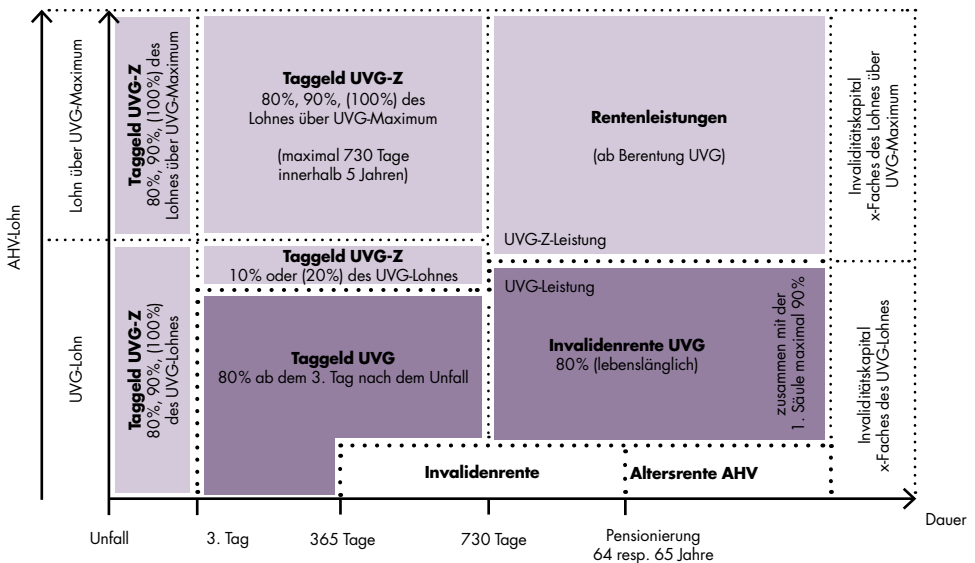 AHV-Lohn
Lohn über UVG-Maximum
UVG-Lohn
Taggeld UVG-Z
80%, 90%, (100%) des
Lohnes über UVG-Maximum
Taggeld UVG-Z
80%, 90%, (100%) des
Lohnes über UVG-Maximum
(maximal 730 Tage
innerhalb 5 Jahren)
Rentenleistungen
(ab Berentung UVG)
UVG-Z-Leistung
Invaliditätskapital
x-Faches des Lohnes über
UVG-Maximum
Taggeld UVG-Z
80%, 90%, (100%)
des UVG-Lohnes
Taggeld UVG-Z
10% oder (20%) des UVG-Lohnes
Taggeld UVG
80% ab dem 3. Tag nach dem Unfall
UVG-Leistung
Invalidenrente UVG
80% (lebenslänglich)
zusammen mit der
1. Säule maximal 90%
Invaliditätskapital
x-Faches des UVG-Lohnes
Invalidenrente
Altersrente AHV
Dauer
Unfall
3. Tag
365 Tage
730 Tage
Pensionierung
64 resp. 65 Jahre